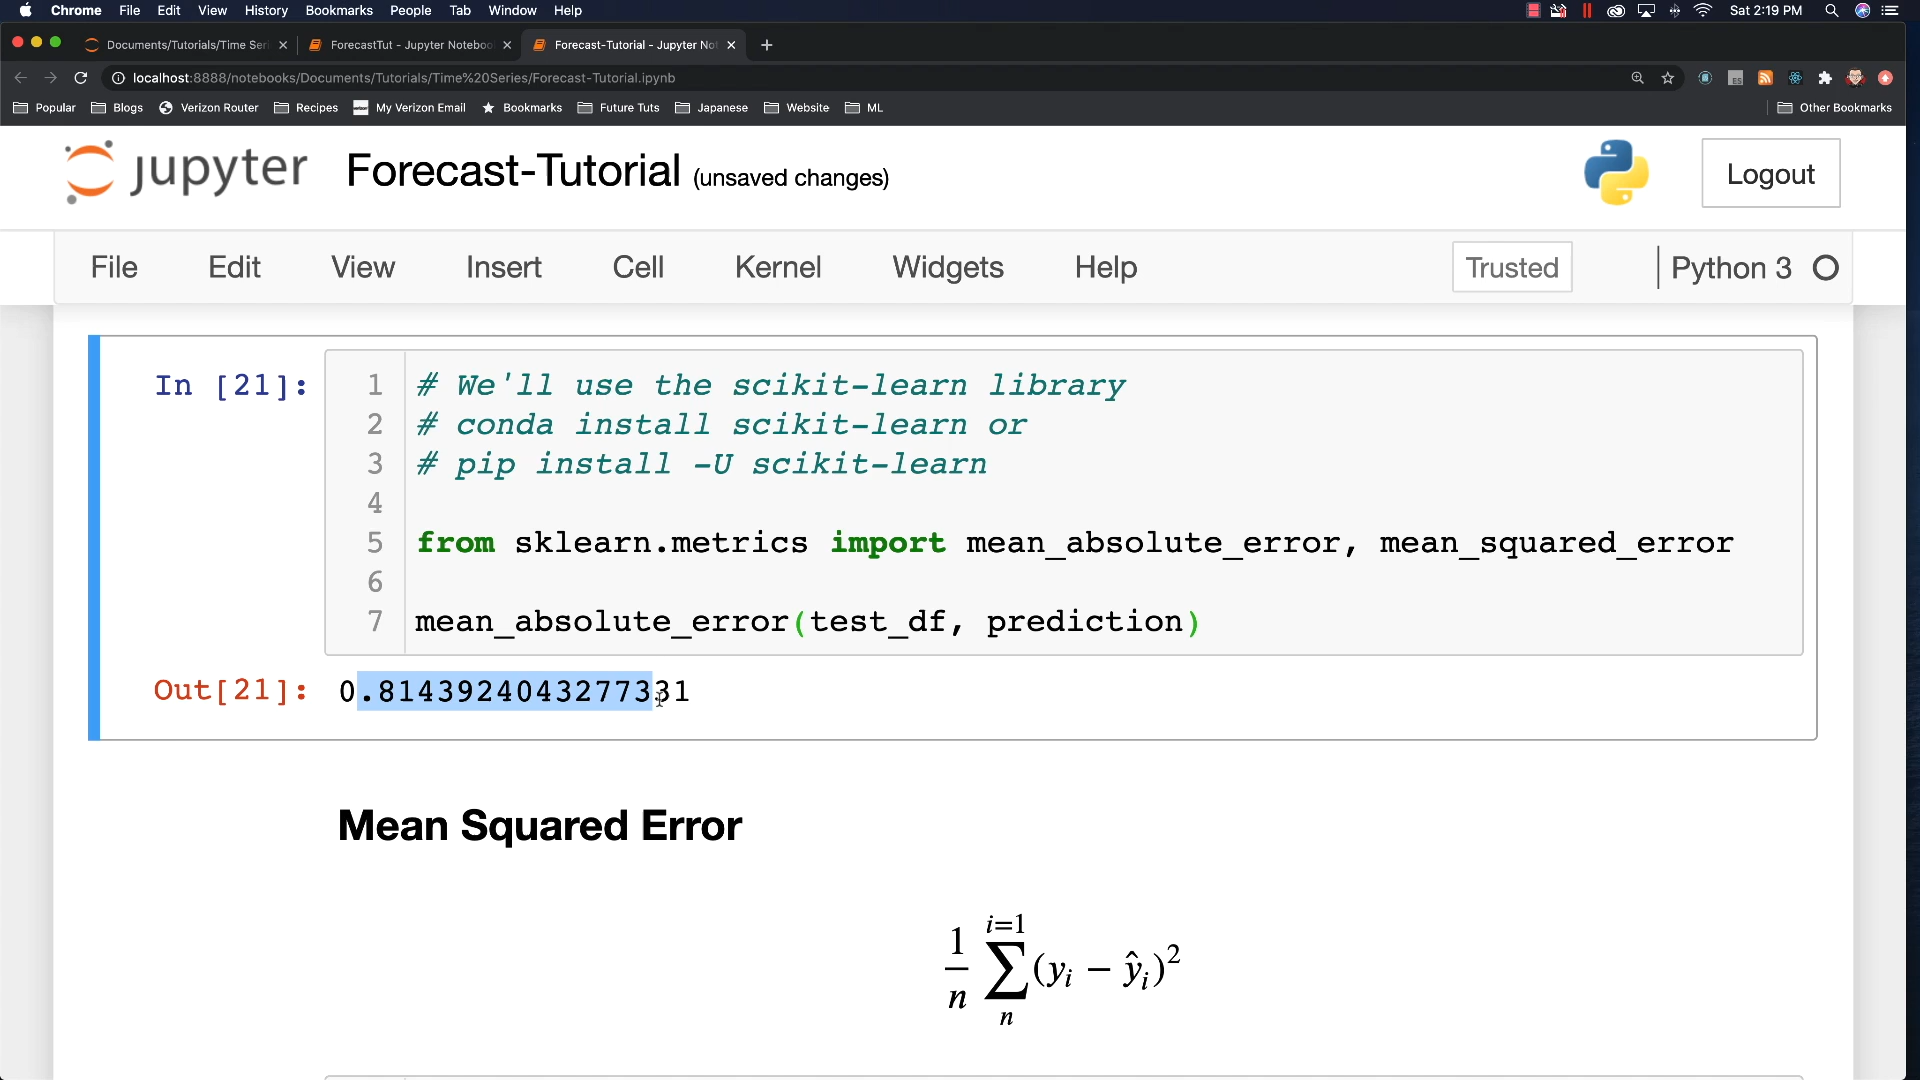 Chrome File Edit View History Bookmarks People Tab Window Help Sat 2:19 PM
Documents/Tutorials/Time Seri ForecastTut - Jupyter Noteboo Forecast-Tutorial - Jupyter Not
localhost:8888/notebooks/Documents/Tutorials/Time%20Series/Forecast-Tutorial.ipynb
Popular Blogs Verizon Router Recipes My Verizon Email Bookmarks Future Tuts Japanese Website ML Other Bookmarks
jupyter Forecast-Tutorial (unsaved changes) Logout
File Edit View Insert Cell Kernel Widgets Help Trusted Python 3
In [21]: 1 # We'll use the scikit-learn library
2 # conda install scikit-learn or
3 # pip install -U scikit-learn
4
5 from sklearn.metrics import mean_absolute_error, mean_squared_error
6
7 mean_absolute_error(test_df, prediction)
Out[21]: 0.8143924043277331
Mean Squared Error
i=1
1/n ∑ (yᵢ − ŷᵢ)²
n